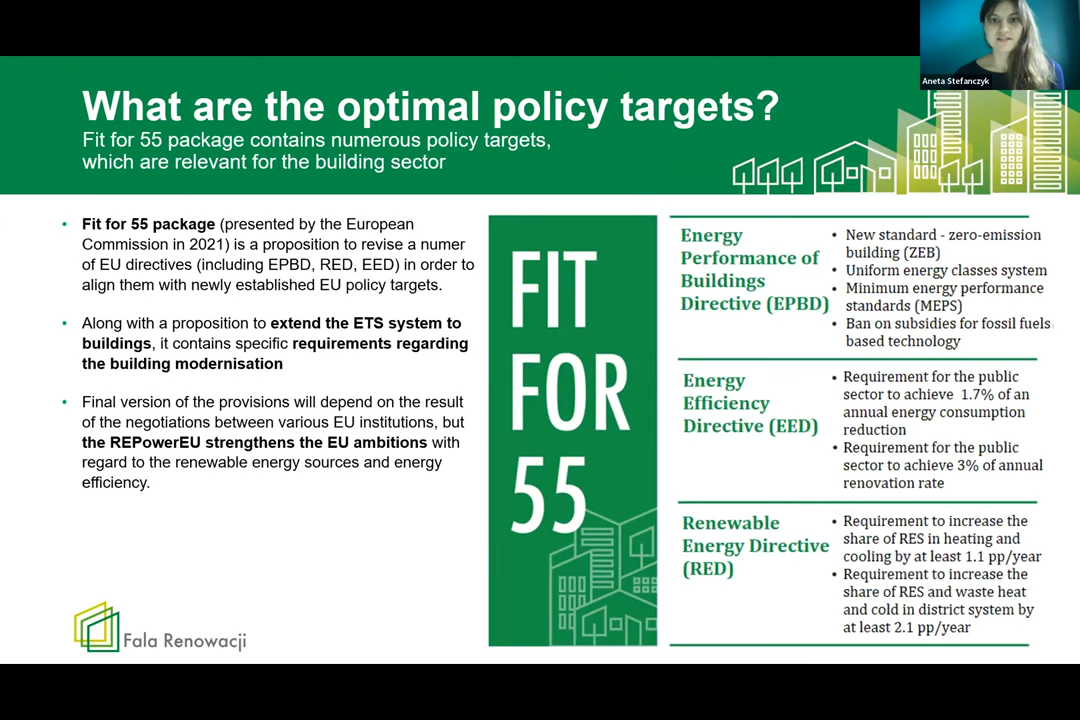 Aneta Stefanczyk
What are the optimal policy targets?
Fit for 55 package contains numerous policy targets,
which are relevant for the building sector
• Fit for 55 package (presented by the European
Commission in 2021) is a proposition to revise a numer
of EU directives (including EPBD, RED, EED) in order to
align them with newly established EU policy targets.
• Along with a proposition to extend the ETS system to
buildings, it contains specific requirements regarding
the building modernisation
• Final version of the provisions will depend on the result
of the negotiations between various EU institutions, but
the REPowerEU strengthens the EU ambitions with
regard to the renewable energy sources and energy
efficiency.
Fala Renowacji
FIT
FOR
55
Energy
Performance of
Buildings
Directive (EPBD)
• New standard - zero-emission
building (ZEB)
• Uniform energy classes system
• Minimum energy performance
standards (MEPS)
• Ban on subsidies for fossil fuels
based technology
Energy
Efficiency
Directive (EED)
• Requirement for the public
sector to achieve 1.7% of an
annual energy consumption
reduction
• Requirement for the public
sector to achieve 3% of annual
renovation rate
Renewable
Energy Directive
(RED)
• Requirement to increase the
share of RES in heating and
cooling by at least 1.1 pp/year
• Requirement to increase the
share of RES and waste heat
and cold in district system by
at least 2.1 pp/year